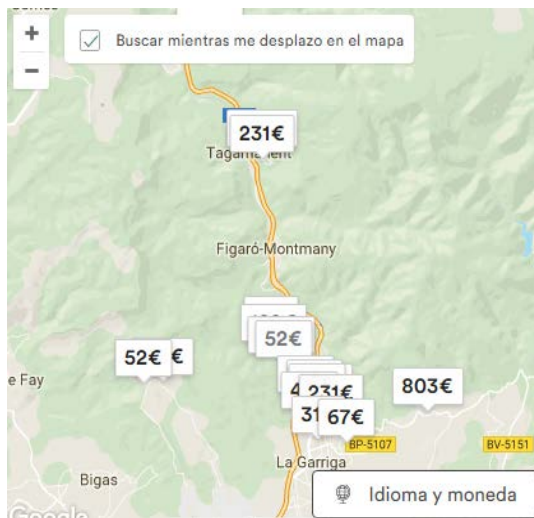 +
Buscar mientras me desplazo en el mapa
−
231€
Figaró-Montmany
52€
52€
€
803€
231€
67€
e Fay
BP-5107
BV-5151
La Garriga
Bigas
Idioma y moneda
Google